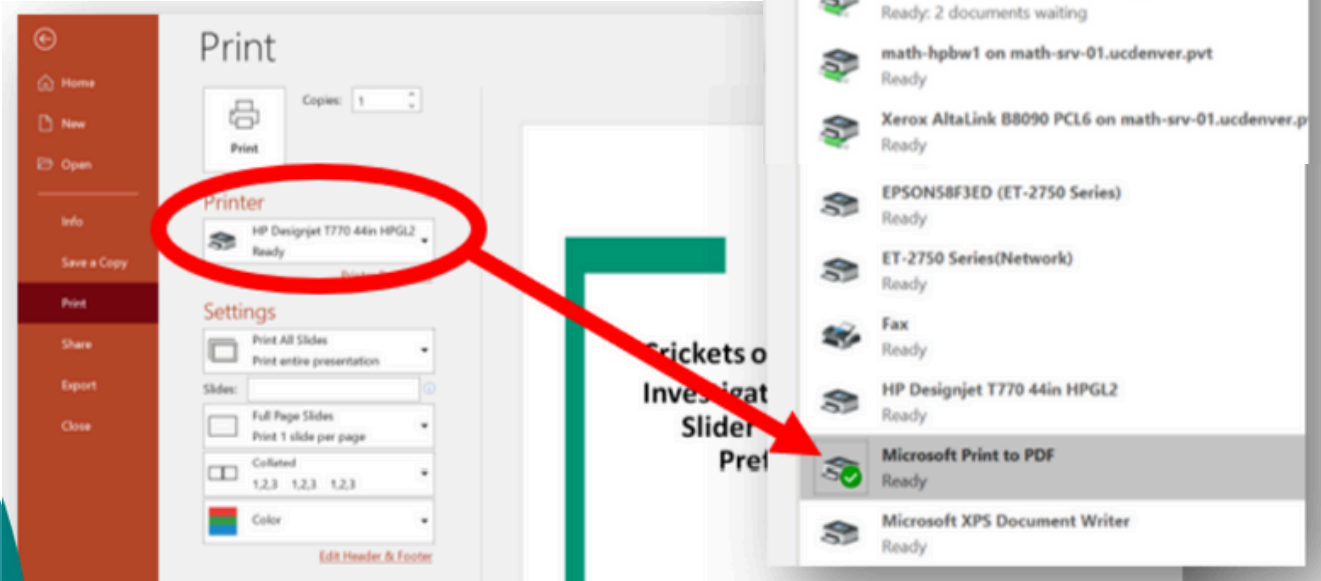 Print
Home
New
Open
Info
Save a Copy
Print
Share
Export
Close
Copies: 1
Print
Printer
HP Designjet T770 44in HPGL2
Ready
Settings
Print All Slides
Print entire presentation
Slides:
Full Page Slides
Print 1 slide per page
Collated
1,2,3 1,2,3 1,2,3
Color
Edit Header & Footer
Crickets o
Slider
Pref
Ready: 2 documents waiting
math-hpbw1 on math-srv-01.ucdenver.pvt
Ready
Xerox AltaLink B8090 PCL6 on math-srv-01.ucdenver.p
Ready
EPSON58F3ED (ET-2750 Series)
Ready
ET-2750 Series(Network)
Ready
Fax
Ready
HP Designjet T770 44in HPGL2
Ready
Microsoft Print to PDF
Ready
Microsoft XPS Document Writer
Ready